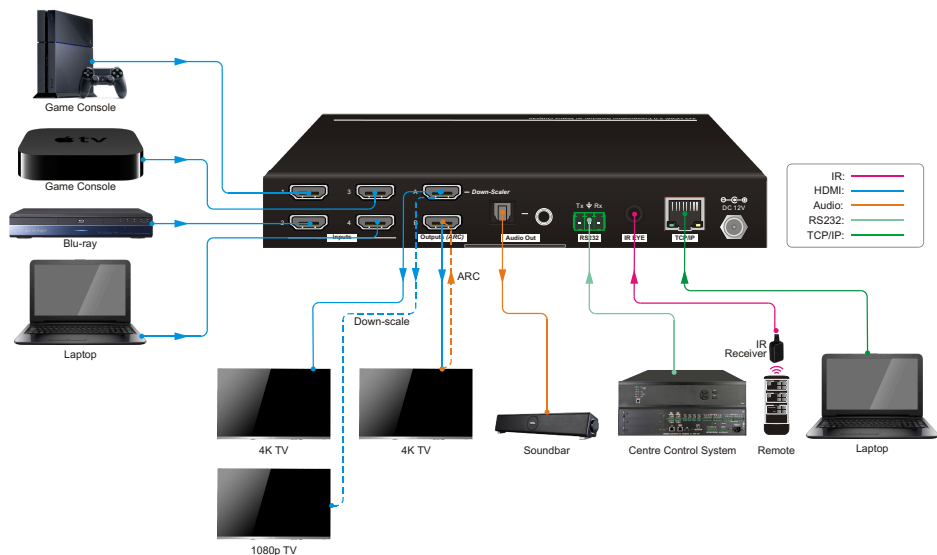 Game Console
tv
Game Console
Blu-ray
Laptop
1
3
A
Down-Scaler
2
4
B
Inputs
Outputs (ARC)
Audio Out
Tx Rx
RS232
IR EYE
TCP/IP
DC 12V
IR:
HDMI:
Audio:
RS232:
TCP/IP:
ARC
Down-scale
IR
Receiver
4K TV
4K TV
Soundbar
Centre Control System
Remote
Laptop
1080p TV